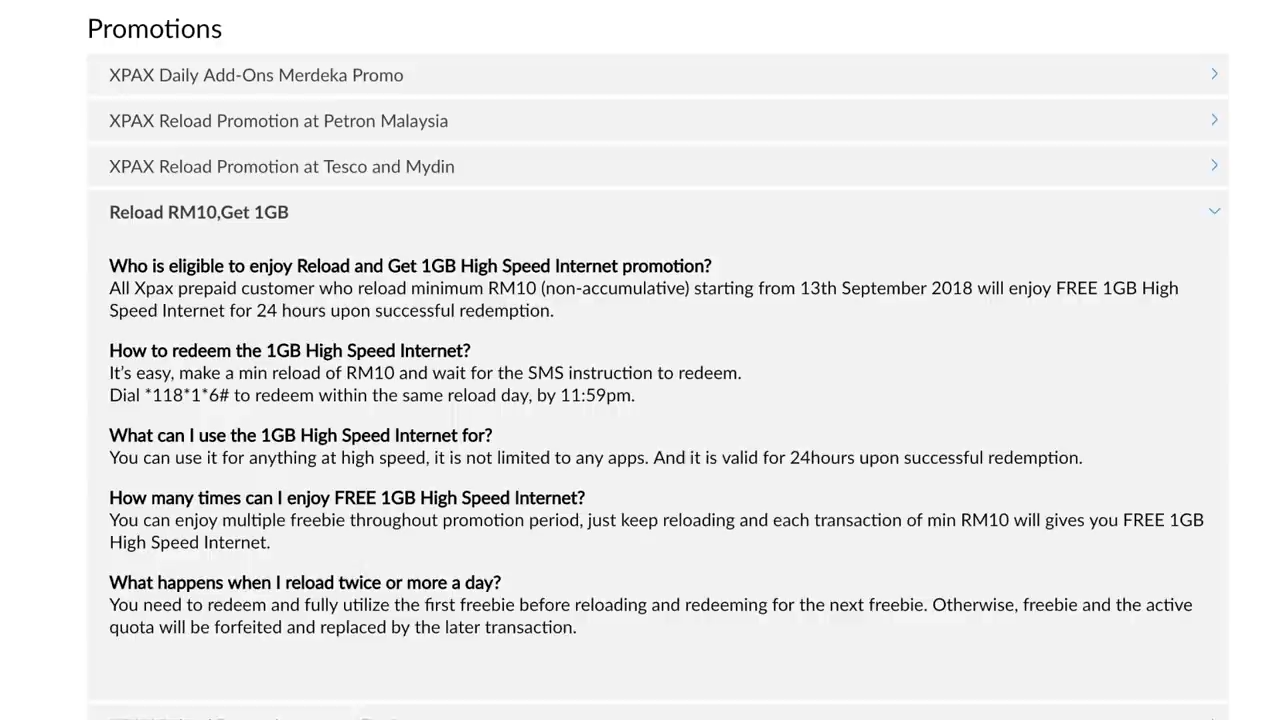 Promotions
XPAX Daily Add-Ons Merdeka Promo
XPAX Reload Promotion at Petron Malaysia
XPAX Reload Promotion at Tesco and Mydin
Reload RM10,Get 1GB
Who is eligible to enjoy Reload and Get 1GB High Speed Internet promotion?
All Xpax prepaid customer who reload minimum RM10 (non-accumulative) starting from 13th September 2018 will enjoy FREE 1GB High
Speed Internet for 24 hours upon successful redemption.
How to redeem the 1GB High Speed Internet?
It’s easy, make a min reload of RM10 and wait for the SMS instruction to redeem.
Dial *118*1*6# to redeem within the same reload day, by 11:59pm.
What can I use the 1GB High Speed Internet for?
You can use it for anything at high speed, it is not limited to any apps. And it is valid for 24hours upon successful redemption.
How many times can I enjoy FREE 1GB High Speed Internet?
You can enjoy multiple freebie throughout promotion period, just keep reloading and each transaction of min RM10 will gives you FREE 1GB
High Speed Internet.
What happens when I reload twice or more a day?
You need to redeem and fully utilize the first freebie before reloading and redeeming for the next freebie. Otherwise, freebie and the active
quota will be forfeited and replaced by the later transaction.